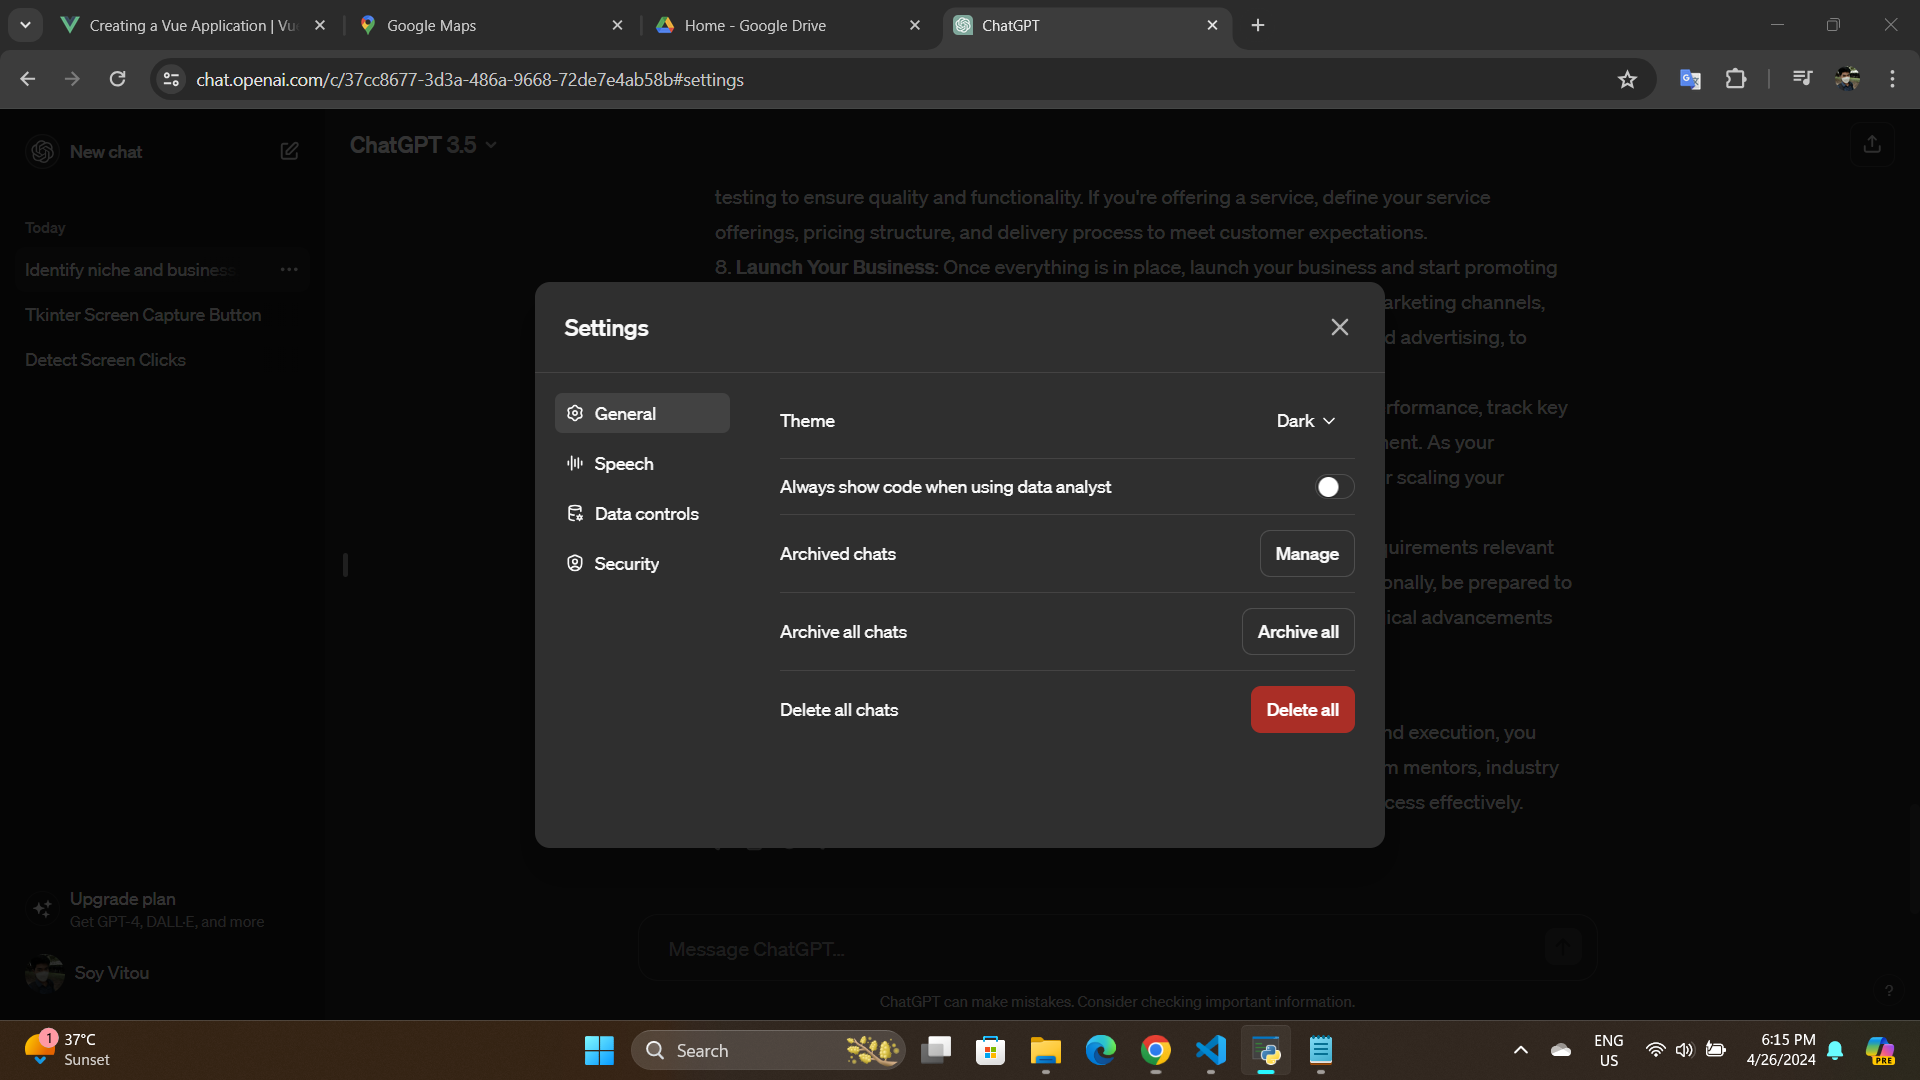 Creating a Vue Application | Vu
Google Maps
Home - Google Drive
ChatGPT
chat.openai.com/c/37cc8677-3d3a-486a-9668-72de7e4ab58b#settings
New chat
ChatGPT 3.5
Today
Identify niche and business
Tkinter Screen Capture Button
Detect Screen Clicks
testing to ensure quality and functionality. If you're offering a service, define your service
offerings, pricing structure, and delivery process to meet customer expectations.
8. Launch Your Business: Once everything is in place, launch your business and start promoting
arketing channels,
d advertising, to
rformance, track key
ent. As your
r scaling your
uirements relevant
onally, be prepared to
ical advancements
nd execution, you
m mentors, industry
cess effectively.
Settings
General
Speech
Data controls
Security
Theme
Dark
Always show code when using data analyst
Archived chats
Manage
Archive all chats
Archive all
Delete all chats
Delete all
Upgrade plan
Get GPT-4, DALL·E, and more
Soy Vitou
Message ChatGPT...
ChatGPT can make mistakes. Consider checking important information.
?
1
37°C
Sunset
Search
ENG
US
6:15 PM
4/26/2024
PRE